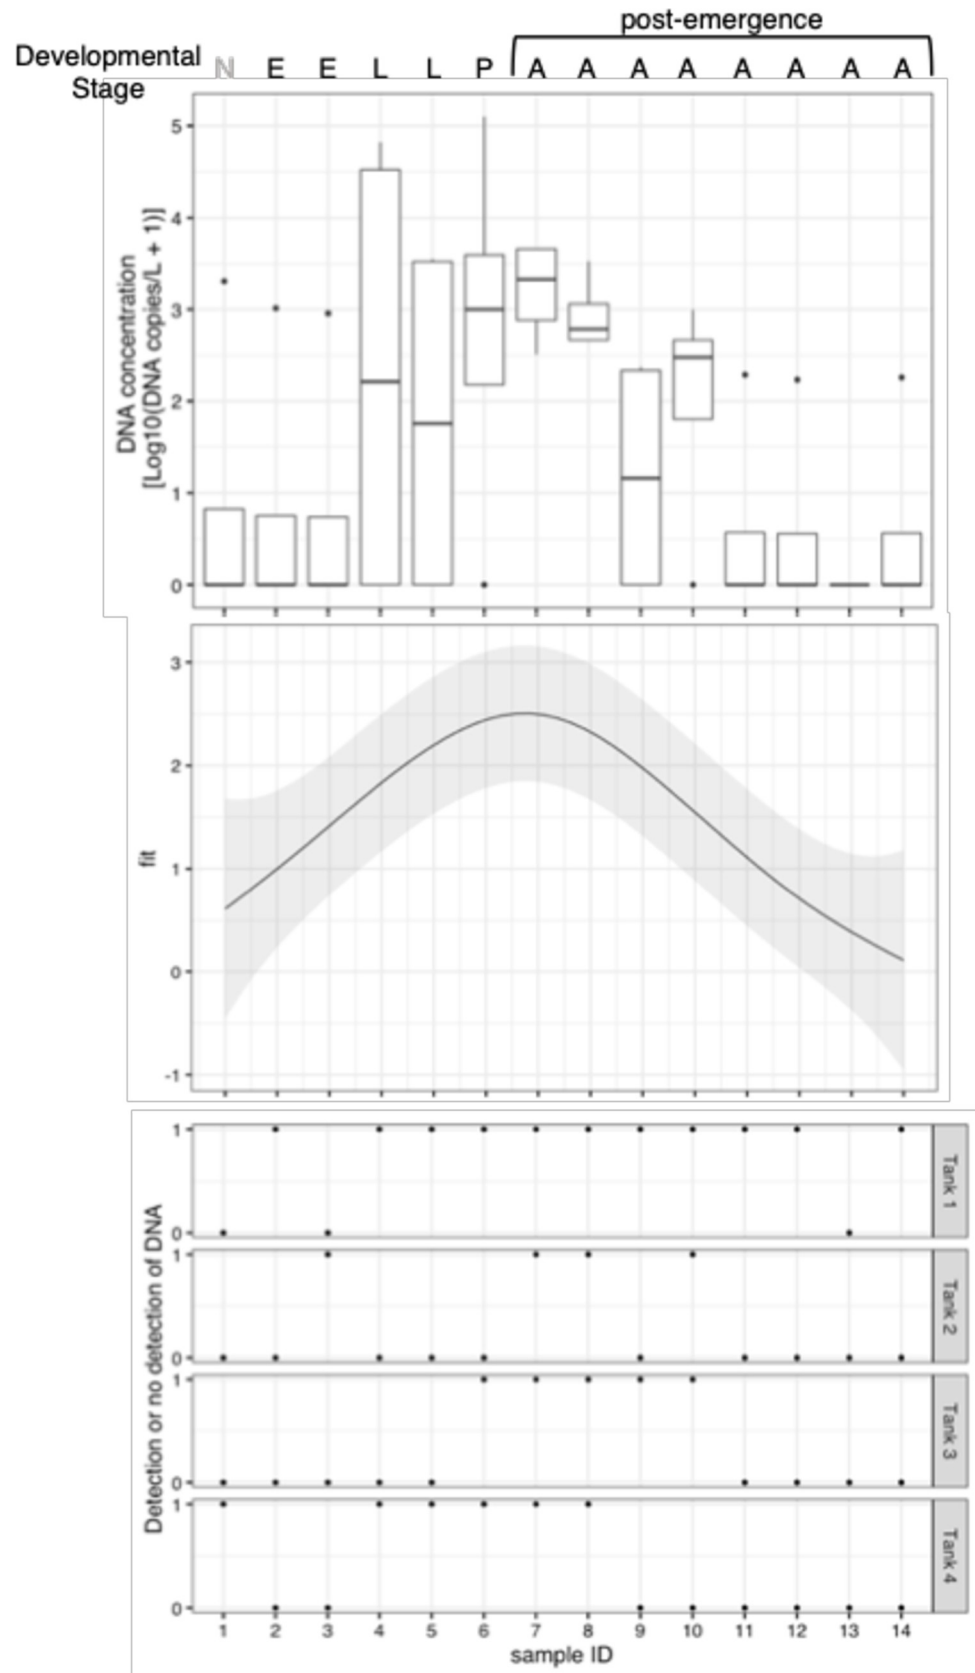 post-emergence
Developmental
Stage
N E E L L P A A A A A A A A
DNA concentration
[Log10(DNA copies/L + 1)]
5
4
3
2
1
0
fit
3
2
1
0
-1
Detection or no detection of DNA
1
0
Tank 1
1
0
Tank 2
1
0
Tank 3
1
0
Tank 4
1 2 3 4 5 6 7 8 9 10 11 12 13 14
sample ID